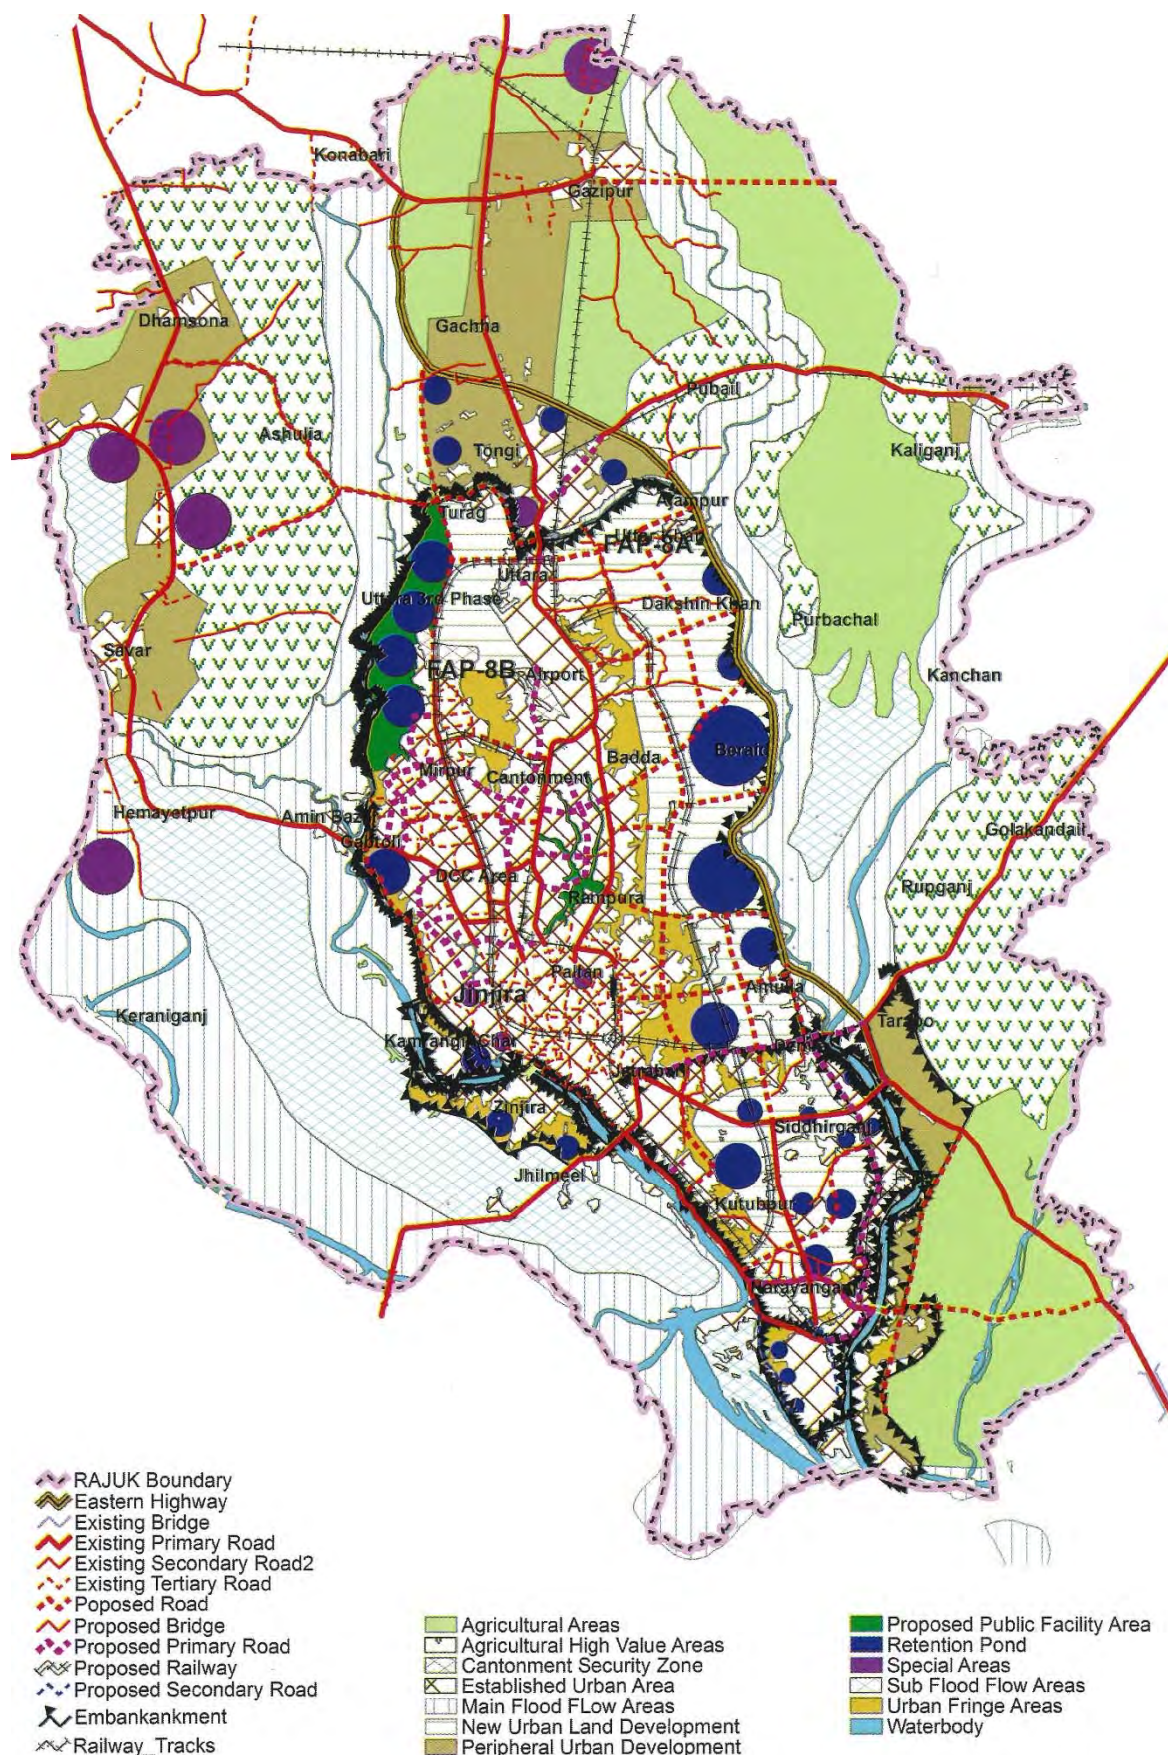 Konabari
Gazipur
Dhamsona
Gachha
Pubail
Ashulia
Kaliganj
Tongi
Ajampur
Turag
Uttar Khan
FAP-8A
Uttara
Uttara 3rd Phase
Dakshin Khan
Purbachal
Savar
FAP-8B
Airport
Kanchan
Beraid
Badda
Mirpur
Cantonment
Hemayetpur
Amin Bazar
Golakandail
Gabtoli
DCC Area
Rupganj
Rampura
Paltan
Amulia
Jinjira
Keraniganj
Tarabo
Kamrangir Char
Demra
Jatrabari
Zinjira
Siddhirganj
Jhilmeel
Kutubpur
Narayanganj
RAJUK Boundary
Eastern Highway
Existing Bridge
Existing Primary Road
Existing Secondary Road2
Existing Tertiary Road
Poposed Road
Proposed Bridge
Proposed Primary Road
Proposed Railway
Proposed Secondary Road
Embankankment
Railway_Tracks
Agricultural Areas
Agricultural High Value Areas
Cantonment Security Zone
Established Urban Area
Main Flood FLow Areas
New Urban Land Development
Peripheral Urban Development
Proposed Public Facility Area
Retention Pond
Special Areas
Sub Flood Flow Areas
Urban Fringe Areas
Waterbody